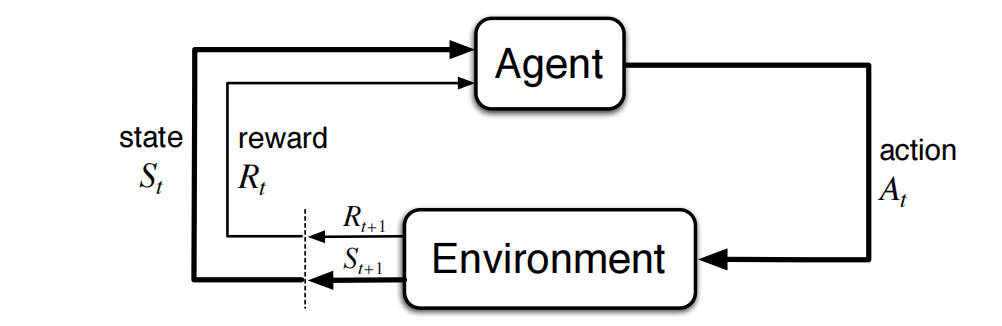 Agent
state
S_t
reward
R_t
action
A_t
R_{t+1}
S_{t+1}
Environment